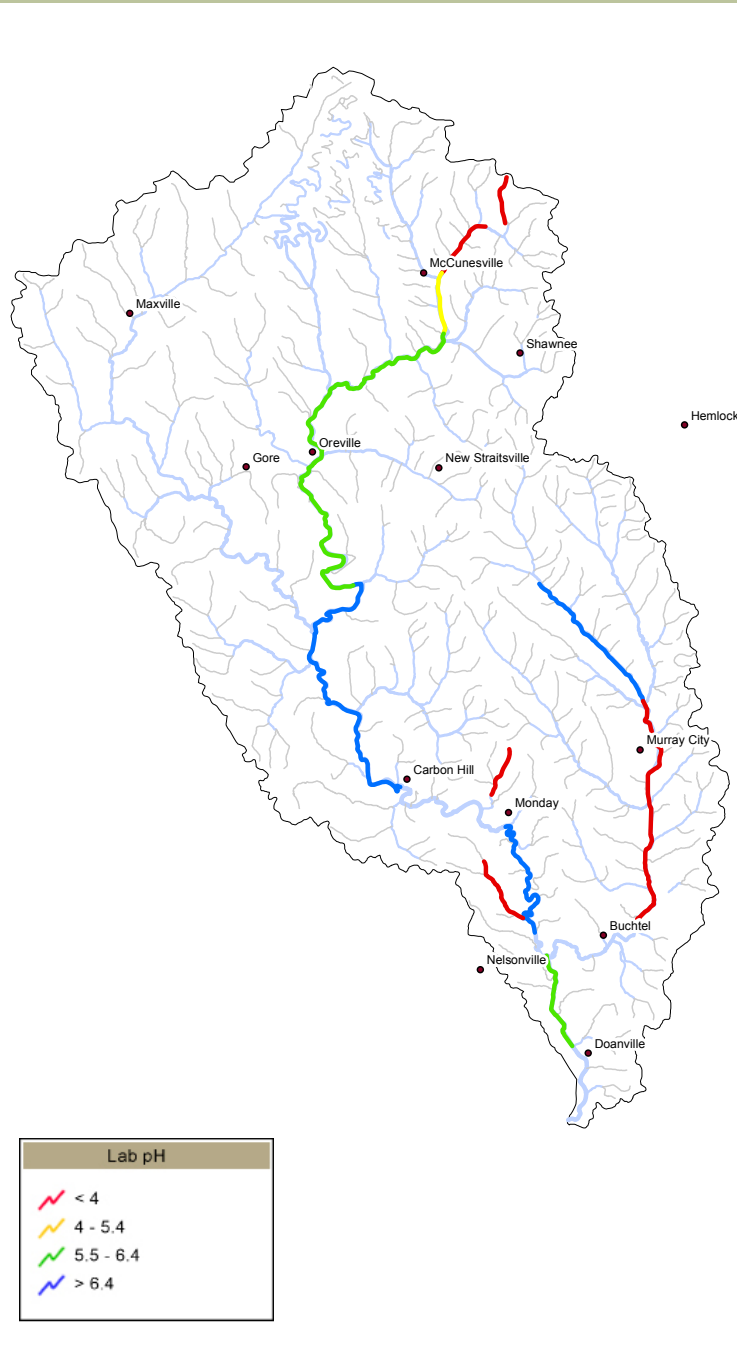 McCunesville
Maxville
Shawnee
Hemlock
Oreville
Gore
New Straitsville
Murray City
Carbon Hill
Monday
Buchtel
Nelsonville
Doanville
Lab pH
< 4
4 - 5.4
5.5 - 6.4
> 6.4